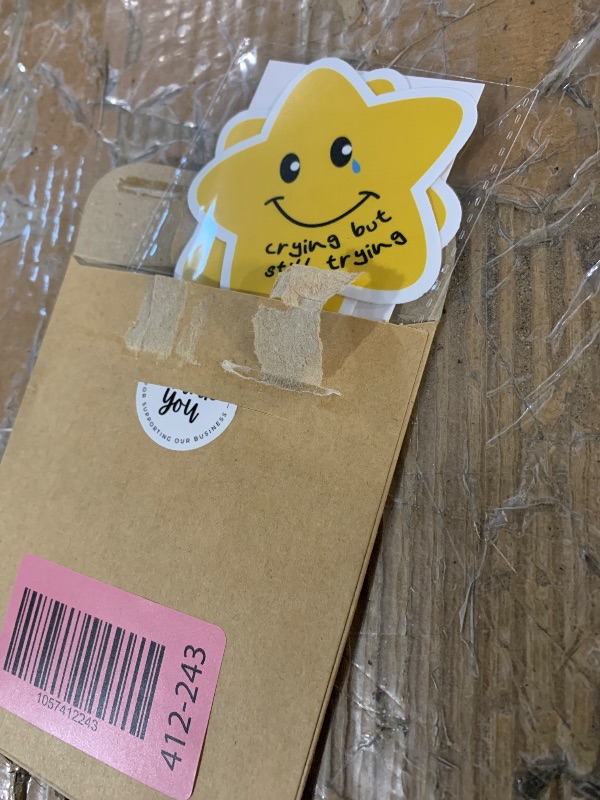 crying but
still trying
you
FOR SUPPORTING OUR BUSINESS
1057412243
412-243